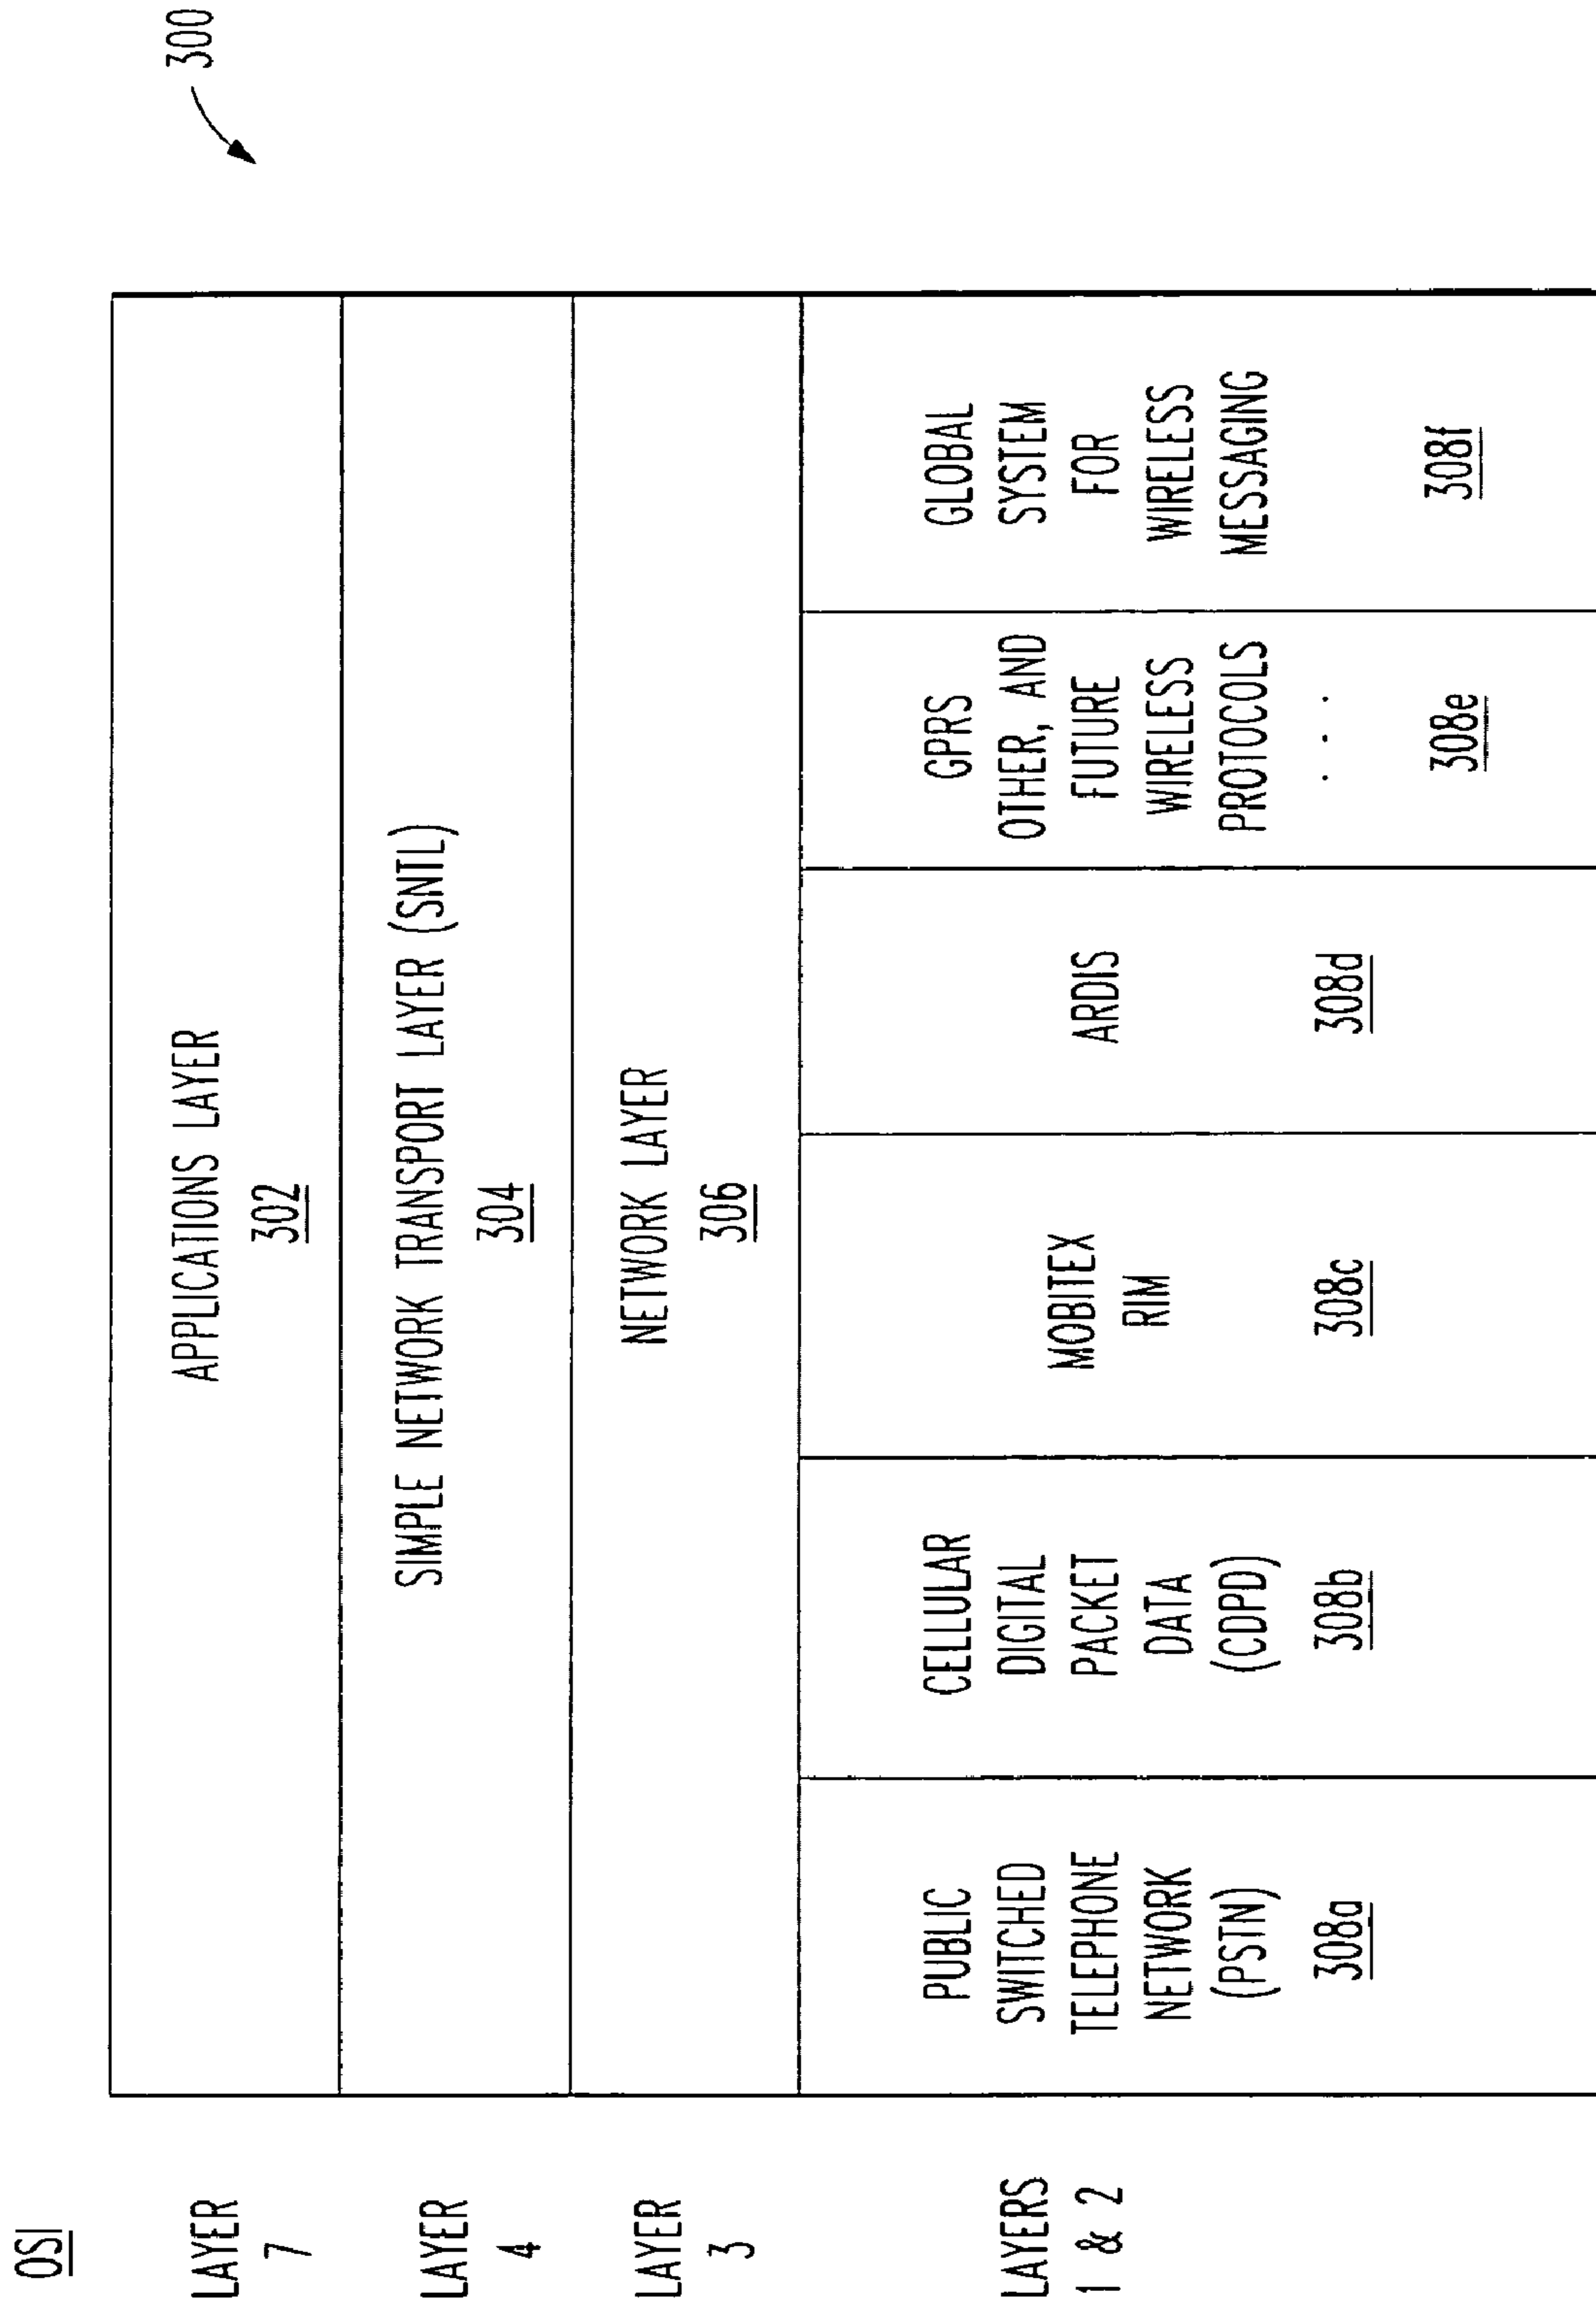 300
OSI
LAYER
7
APPLICATIONS LAYER
302
LAYER
4
SIMPLE NETWORK TRANSPORT LAYER (SNTL)
304
LAYER
3
NETWORK LAYER
306
LAYERS
1 & 2
PUBLIC
SWITCHED
TELEPHONE
NETWORK
(PSTN)
308a
CELLULAR
DIGITAL
PACKET
DATA
(CDPD)
308b
MOBITEX
RIM
308c
ARDIS
308d
GPRS
OTHER, AND
FUTURE
WIRELESS
PROTOCOLS
. . .
308e
GLOBAL
SYSTEM
FOR
WIRELESS
MESSAGING
308f